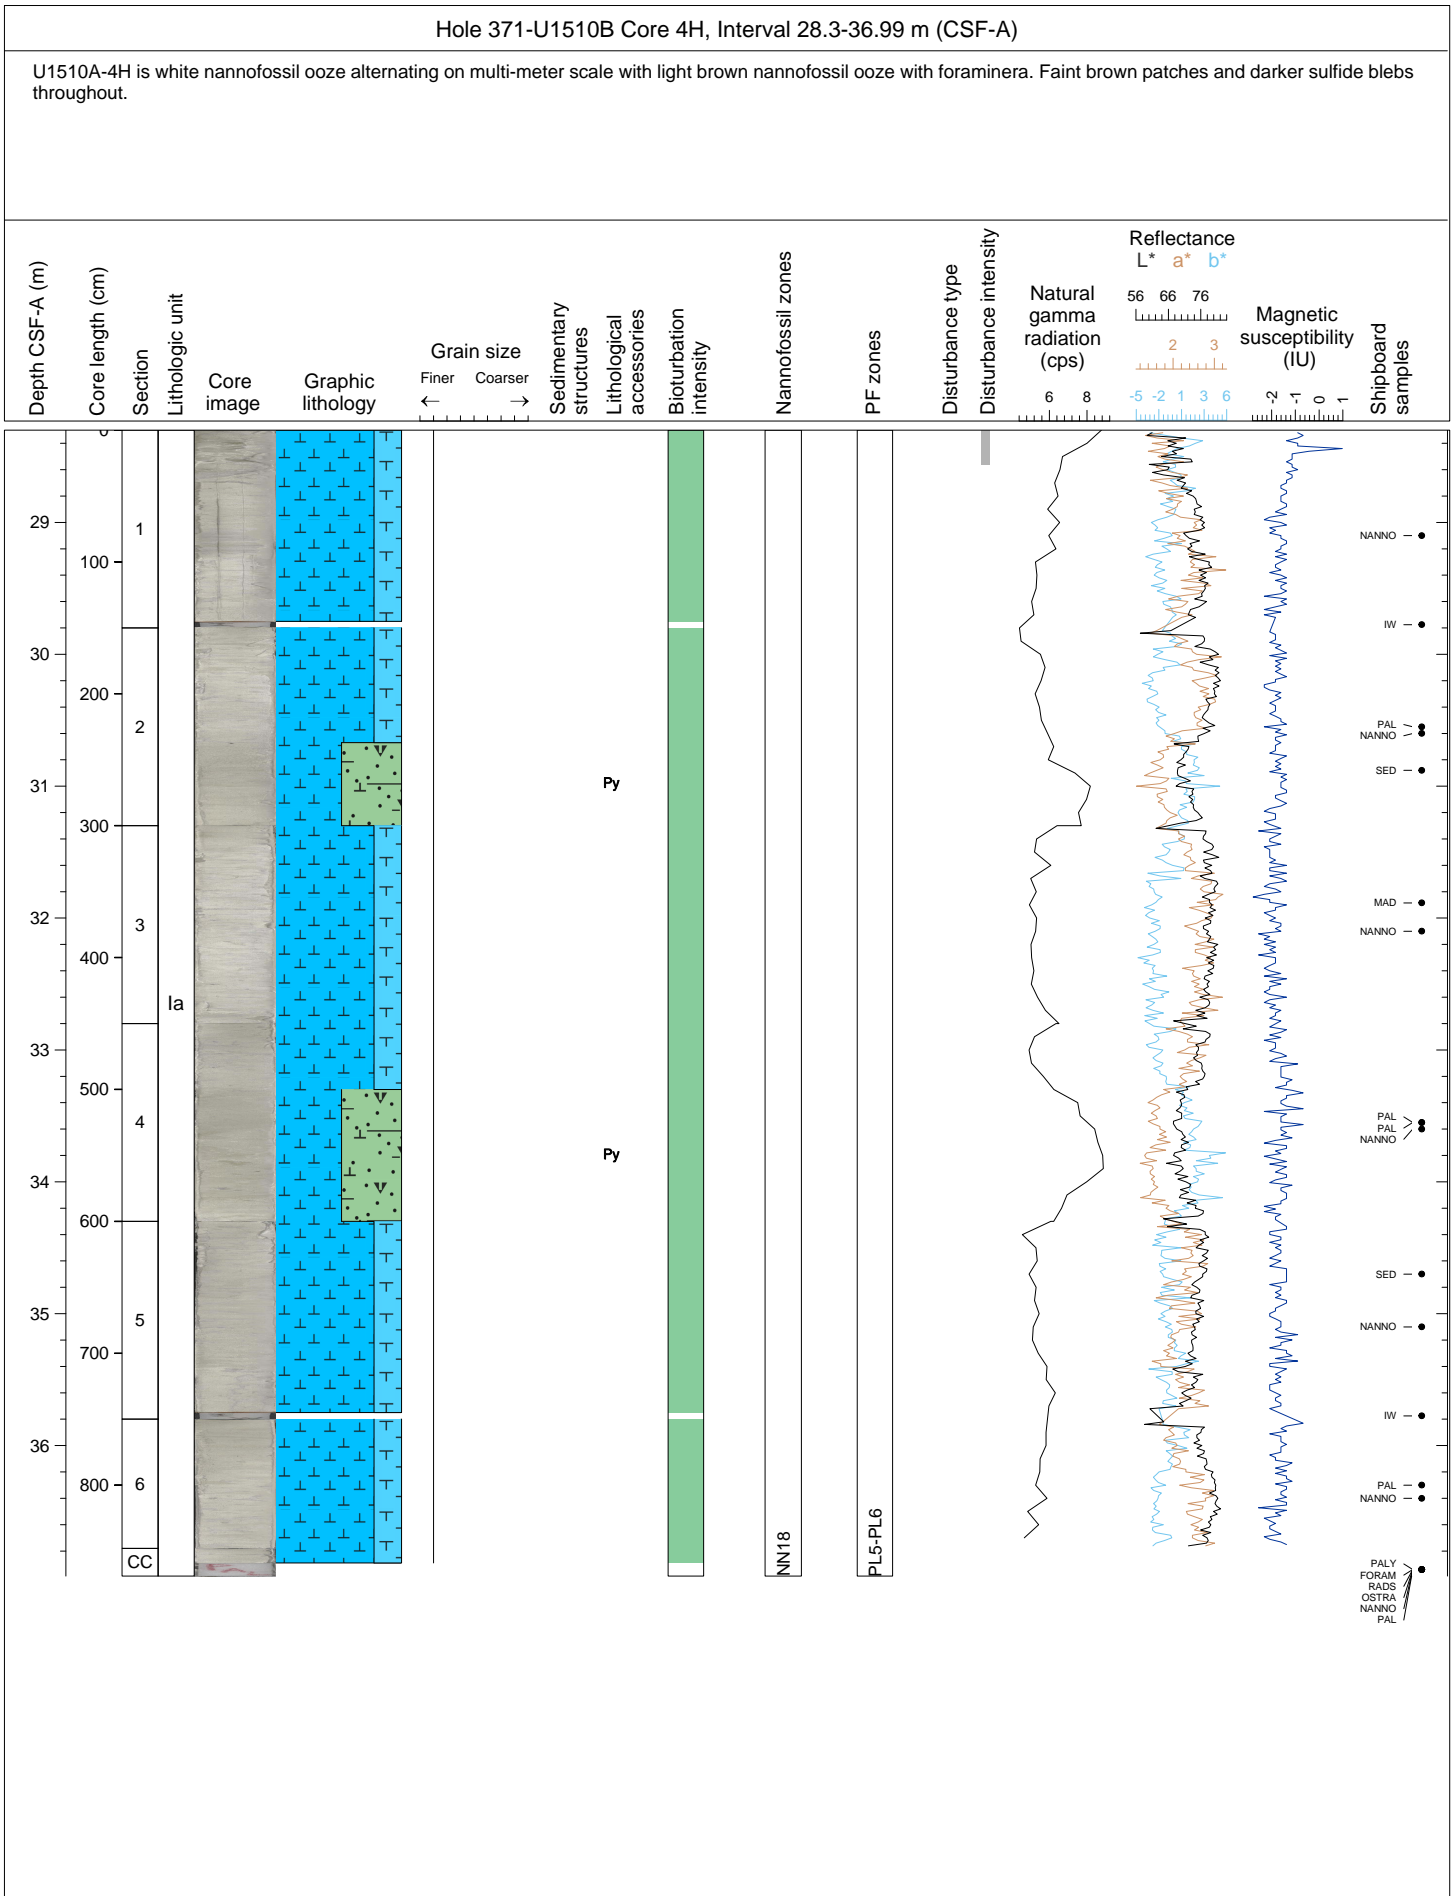 Hole 371-U1510B Core 4H, Interval 28.3-36.99 m (CSF-A)
U1510A-4H is white nannofossil ooze alternating on multi-meter scale with light brown nannofossil ooze with foraminera. Faint brown patches and darker sulfide blebs
throughout.
Depth CSF-A (m)
Core length (cm)
Section
Lithologic unit
Core
image
Graphic
lithology
Grain size
Finer Coarser
← →
Sedimentary
structures
Lithological
accessories
Bioturbation
intensity
Nannofossil zones
PF zones
Disturbance type
Disturbance intensity
Natural
gamma
radiation
(cps)
6 8
Reflectance
L* a* b*
56 66 76
2 3
-5 -2 1 3 6
Magnetic
susceptibility
(IU)
-2 -1 0 1
Shipboard
samples
0
29
1
NANNO
100
IW
30
200
2
PAL
NANNO
SED
31
Py
300
MAD
32
3
NANNO
400
Ia
33
500
4
PAL
PAL
NANNO
Py
34
600
SED
35
5
NANNO
700
IW
36
800
6
PAL
NANNO
NN18
PL5-PL6
CC
PALY
FORAM
RADS
OSTRA
NANNO
PAL